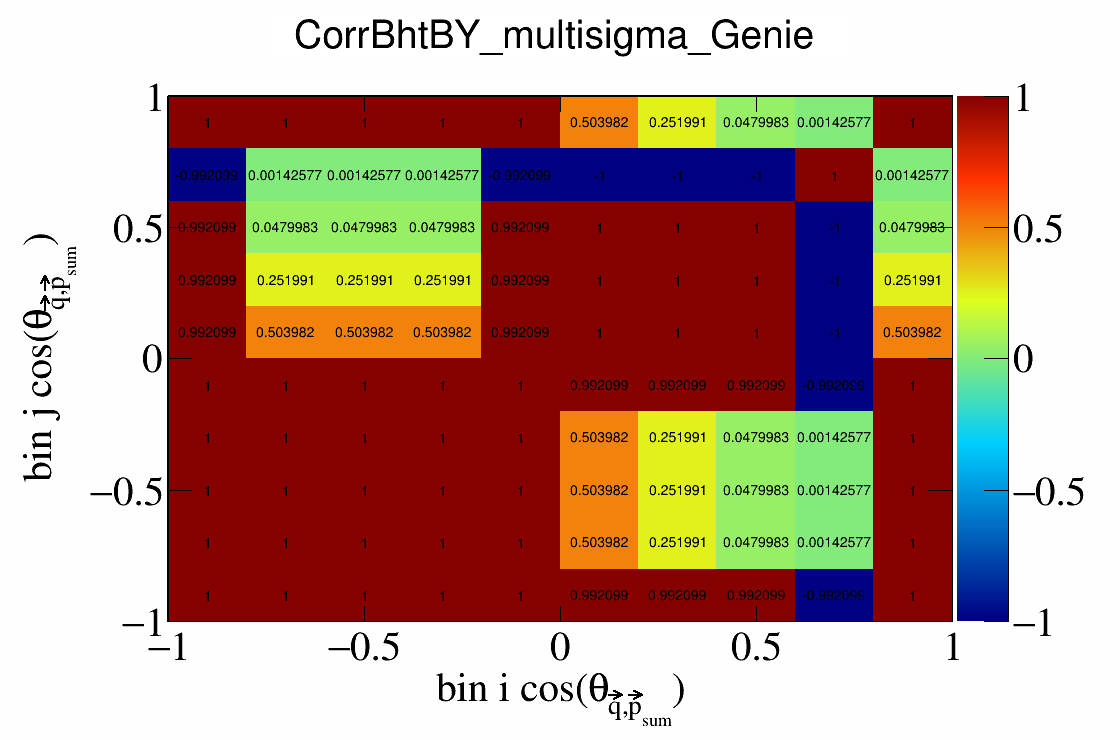 CorrBhtBY_multisigma_Genie
1
1 1 1 1 1 0.503982 0.251991 0.0479983 0.00142577 1
1
-0.992099 0.00142577 0.00142577 0.00142577 -0.992099 -1 -1 -1 1 0.00142577
0.5
0.992099 0.0479983 0.0479983 0.0479983 0.992099 1 1 1 -1 0.0479983
0.5
0.992099 0.251991 0.251991 0.251991 0.992099 1 1 1 -1 0.251991
0.992099 0.503982 0.503982 0.503982 0.992099 1 1 1 -1 0.503982
0
0
1 1 1 1 1 0.992099 0.992099 0.992099 -0.992099 1
1 1 1 1 1 0.503982 0.251991 0.0479983 0.00142577 1
−0.5
1 1 1 1 1 0.503982 0.251991 0.0479983 0.00142577 1
−0.5
1 1 1 1 1 0.503982 0.251991 0.0479983 0.00142577 1
1 1 1 1 1 0.992099 0.992099 0.992099 -0.992099 1
−1
−1
−1 −0.5 0 0.5 1
bin j cos(θq⃗,p⃗sum)
bin i cos(θq⃗,p⃗sum)